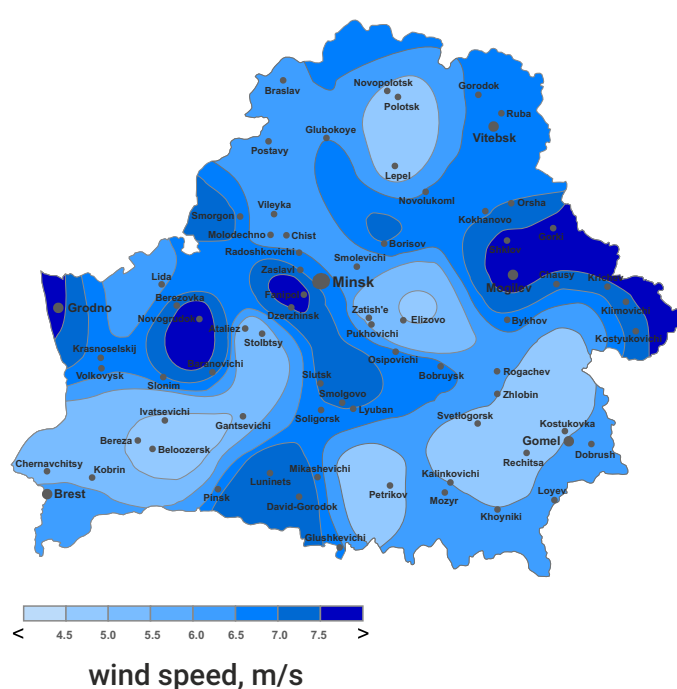 Braslav
Novopolotsk
Polotsk
Gorodok
Ruba
Vitebsk
Glubokoye
Postavy
Lepel
Novolukoml
Orsha
Kokhanovo
Smorgon
Vileyka
Molodechno
Chist
Radoshkovichi
Borisov
Shklov
Gorki
Smolevichi
Zaslavl
Minsk
Mogilev
Chausy
Krichev
Klimovichi
Kostyukovichi
Lida
Berezovka
Fanipol
Dzerzhinsk
Grodno
Novogrudok
Stolbtsy
Zatish'e
Pukhovichi
Elizovo
Bykhov
Krasnoselskij
Volkovysk
Baranovichi
Slonim
Osipovichi
Bobruysk
Rogachev
Zhlobin
Slutsk
Smolgovo
Lyuban
Soligorsk
Ivatsevichi
Gantsevichi
Svetlogorsk
Kostukovka
Gomel
Dobrush
Rechitsa
Bereza
Beloozersk
Chernavchitsy
Kobrin
Brest
Pinsk
Luninets
Mikashevichi
David-Gorodok
Petrikov
Kalinkovichi
Mozyr
Loyev
Khoyniki
Glushkevichi
< 4.5 5.0 5.5 6.0 6.5 7.0 7.5 >
wind speed, m/s